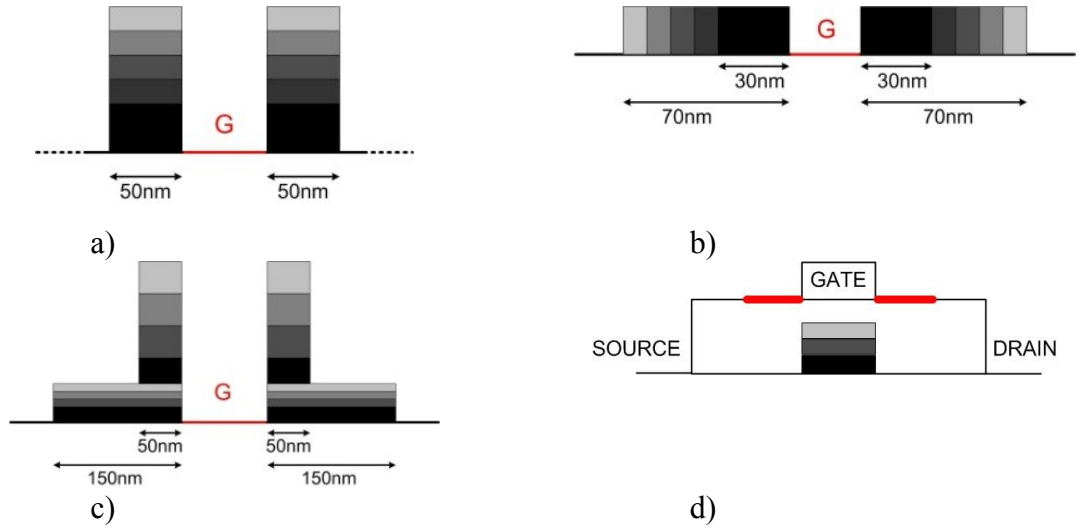 G
50nm 50nm
a)
G
30nm 30nm
70nm 70nm
b)
G
50nm 50nm
150nm 150nm
c)
GATE
SOURCE DRAIN
d)